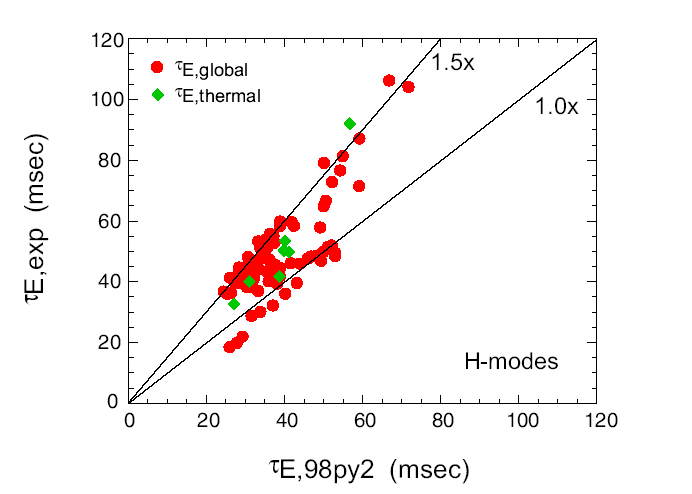 120
100
80
60
40
20
0
τE,exp (msec)
τE,global
τE,thermal
1.5x
1.0x
H-modes
0 20 40 60 80 100 120
τE,98py2 (msec)